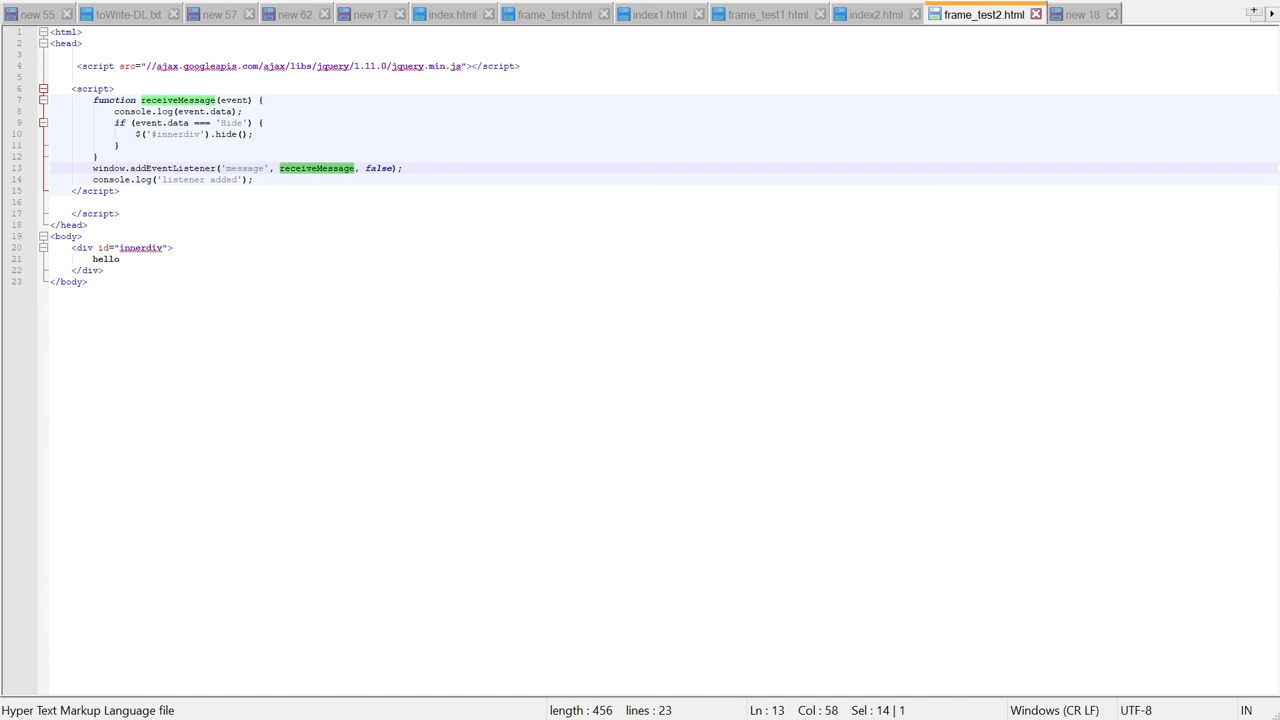 new 55 toWrite-DL.txt new 57 new 62 new 17 index.html frame_test.html index1.html frame_test1.html index2.html frame_test2.html new 18
1 <html>
2 <head>
3
4 <script src="//ajax.googleapis.com/ajax/libs/jquery/1.11.0/jquery.min.js"></script>
5
6 <script>
7 function receiveMessage(event) {
8 console.log(event.data);
9 if (event.data === 'Hide') {
10 $('#innerdiv').hide();
11 }
12 }
13 window.addEventListener('message', receiveMessage, false);
14 console.log('listener added');
15 </script>
16
17 </script>
18 </head>
19 <body>
20 <div id="innerdiv">
21 hello
22 </div>
23 </body>
Hyper Text Markup Language file length : 456 lines : 23 Ln : 13 Col : 58 Sel : 14 | 1 Windows (CR LF) UTF-8 IN